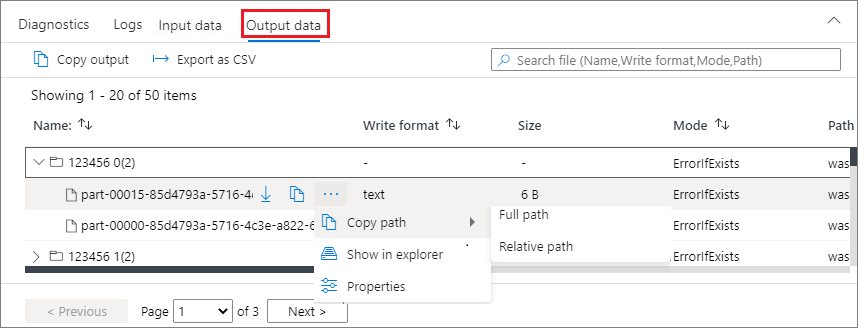 Diagnostics Logs Input data Output data
Copy output Export as CSV Search file (Name,Write format,Mode,Path)
Showing 1 - 20 of 50 items
Name: Write format Size Mode Path
123456 0(2) - - ErrorIfExists was
part-00015-85d4793a-5716-4 ··· text 6 B ErrorIfExists was
part-00000-85d4793a-5716-4c3e-a822- Copy path Full path ErrorIfExists was
Show in explorer Relative path
123456 1(2) ErrorIfExists was
Properties
< Previous Page 1 of 3 Next >